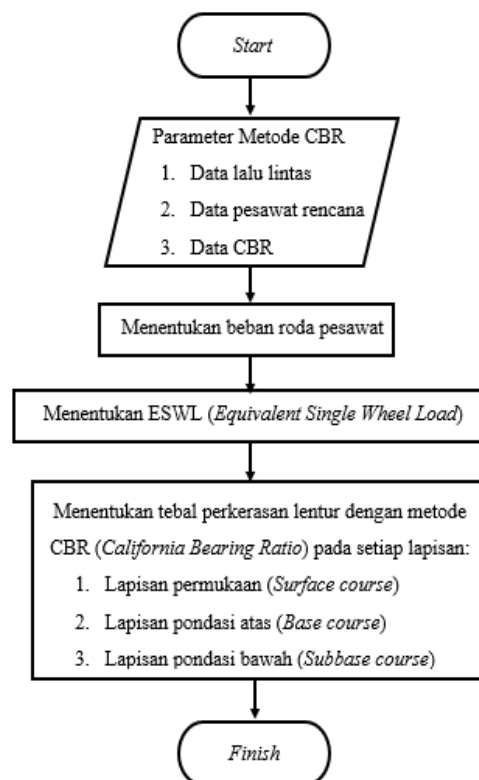 Start
Parameter Metode CBR
1. Data lalu lintas
2. Data pesawat rencana
3. Data CBR
Menentukan beban roda pesawat
Menentukan ESWL (Equivalent Single Wheel Load)
Menentukan tebal perkerasan lentur dengan metode
CBR (California Bearing Ratio) pada setiap lapisan:
1. Lapisan permukaan (Surface course)
2. Lapisan pondasi atas (Base course)
3. Lapisan pondasi bawah (Subbase course)
Finish